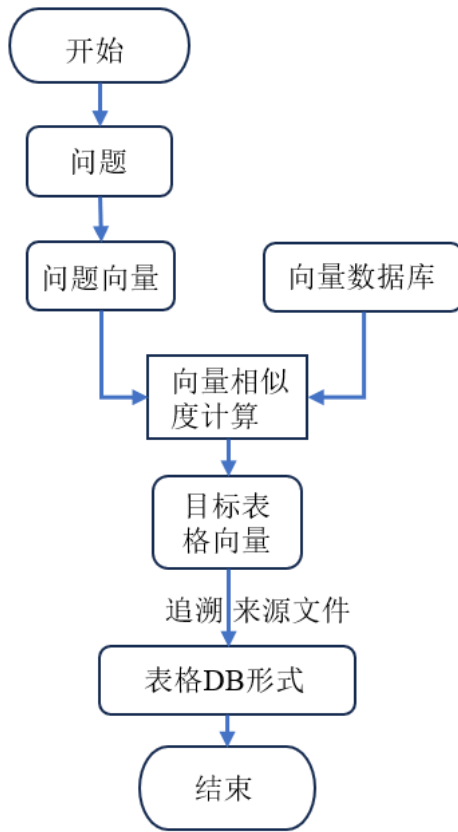 开始
问题
问题向量
向量数据库
向量相似
度计算
目标表
格向量
追溯 来源文件
表格DB形式
结束